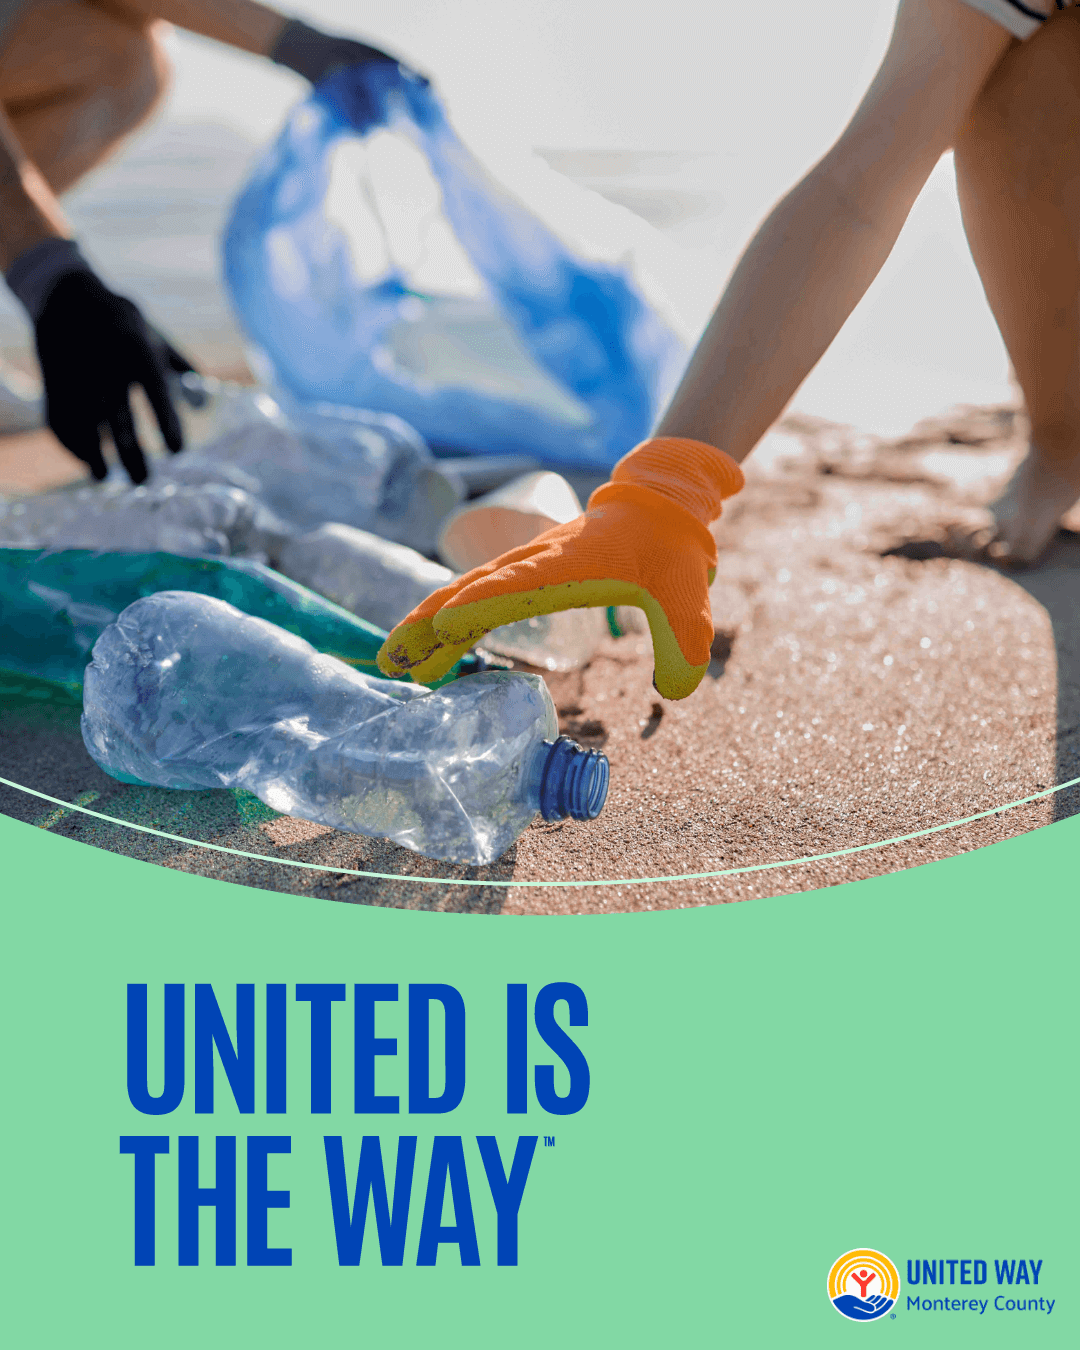 UNITED IS
THE WAY™
UNITED WAY
Monterey County
®